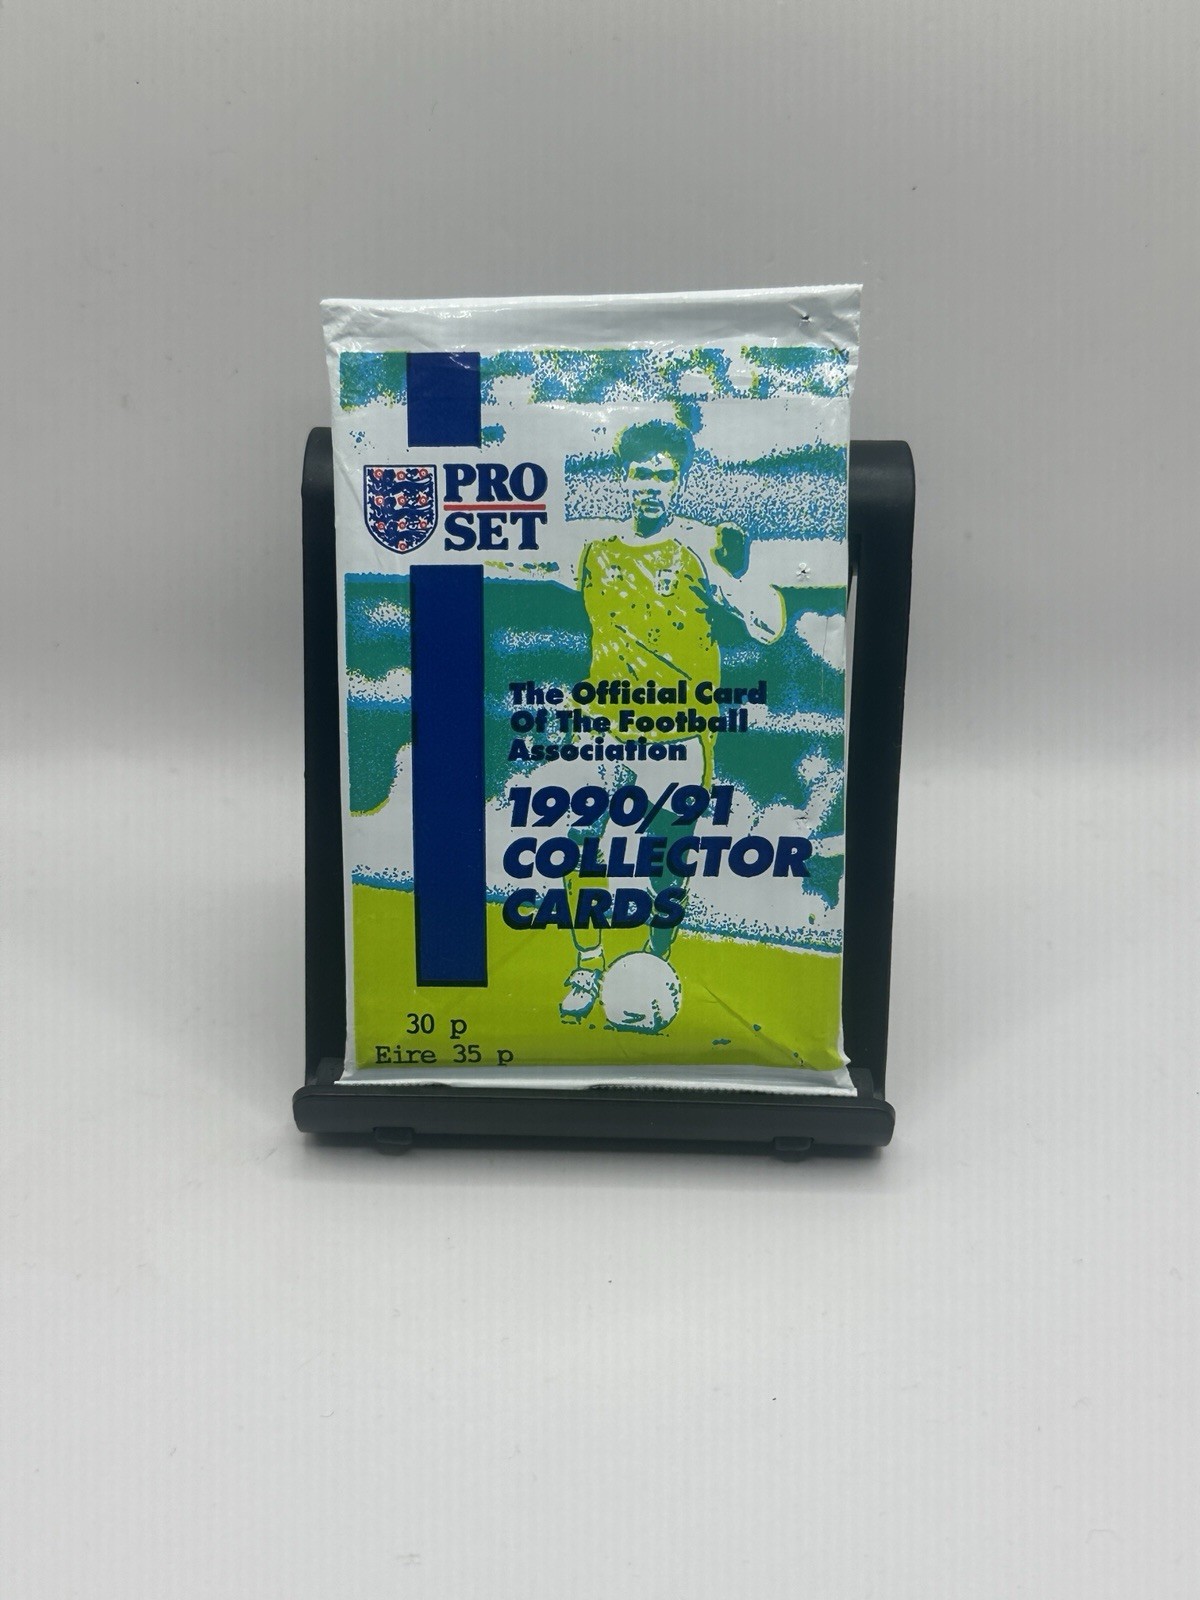 PRO
SET
The Official Card
Of The Football
Association
1990/91
COLLECTOR
CARDS
30 p
Eire 35 p